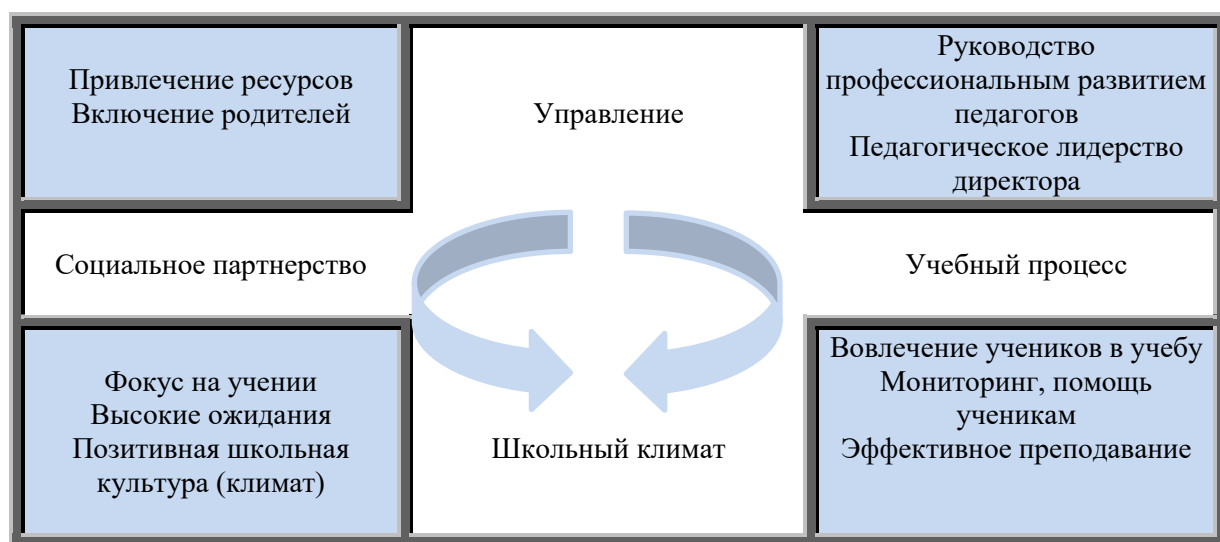 Привлечение ресурсов
Включение родителей
Управление
Руководство
профессиональным развитием
педагогов
Педагогическое лидерство
директора
Социальное партнерство
Учебный процесс
Фокус на учении
Высокие ожидания
Позитивная школьная
культура (климат)
Школьный климат
Вовлечение учеников в учебу
Мониторинг, помощь
ученикам
Эффективное преподавание